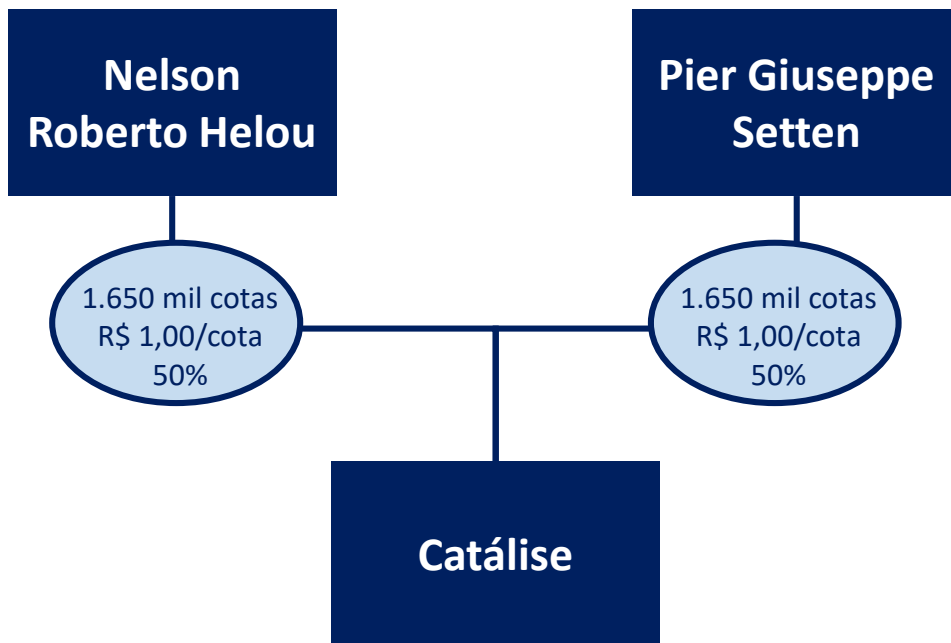 Nelson
Roberto Helou
Pier Giuseppe
Setten
1.650 mil cotas
R$ 1,00/cota
50%
1.650 mil cotas
R$ 1,00/cota
50%
Catálise